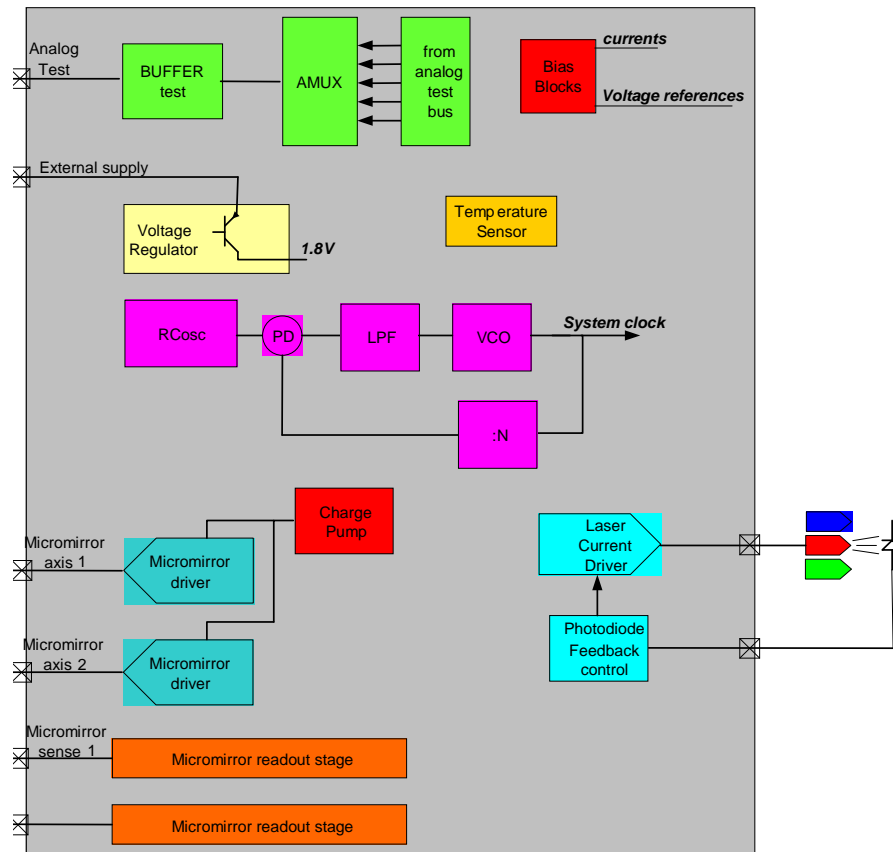 Analog
Test
BUFFER
test
AMUX
from
analog
test
bus
currents
Bias
Blocks
Voltage references
External supply
Voltage
Regulator
1.8V
Temperature
Sensor
RCosc
PD
LPF
VCO
System clock
:N
Charge
Pump
Micromirror
axis 1
Micromirror
driver
Laser
Current
Driver
Micromirror
axis 2
Micromirror
driver
Photodiode
Feedback
control
Micromirror
sense 1
Micromirror readout stage
Micromirror readout stage